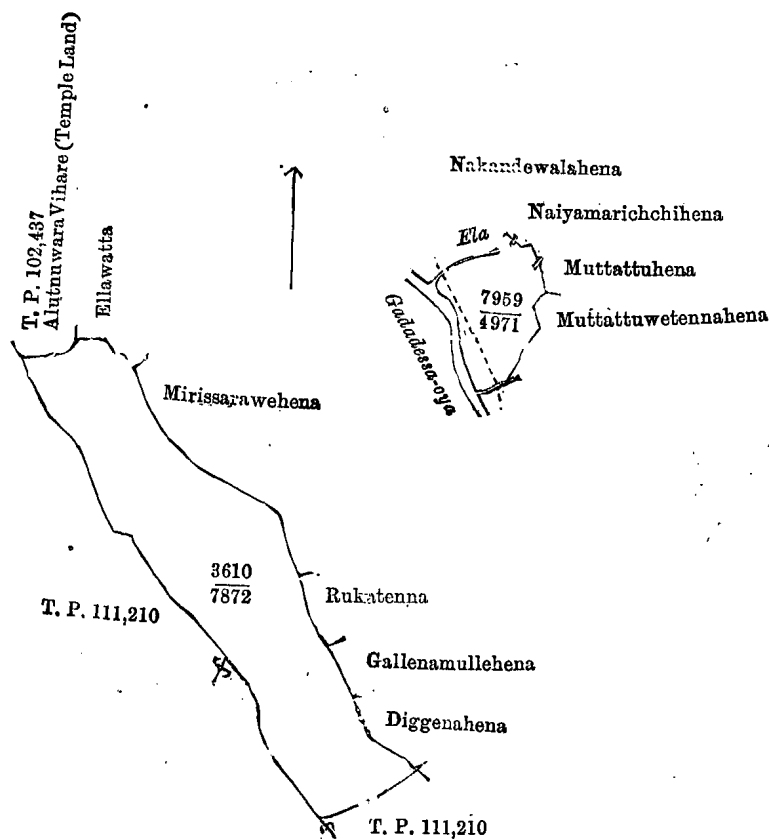 T. P. 102,437
Alutnuwara Vihare (Temple Land)
Ellawatta
Nakandewalahena
Naiyamarichchihena
Ela
Muttattuhena
7959
4971
Muttattuwetennahena
Gadadessa-oya
Mirissarawehena
3610
7872
Rukatenna
T. P. 111,210
Gallenamullehena
Diggenahena
T. P. 111,210